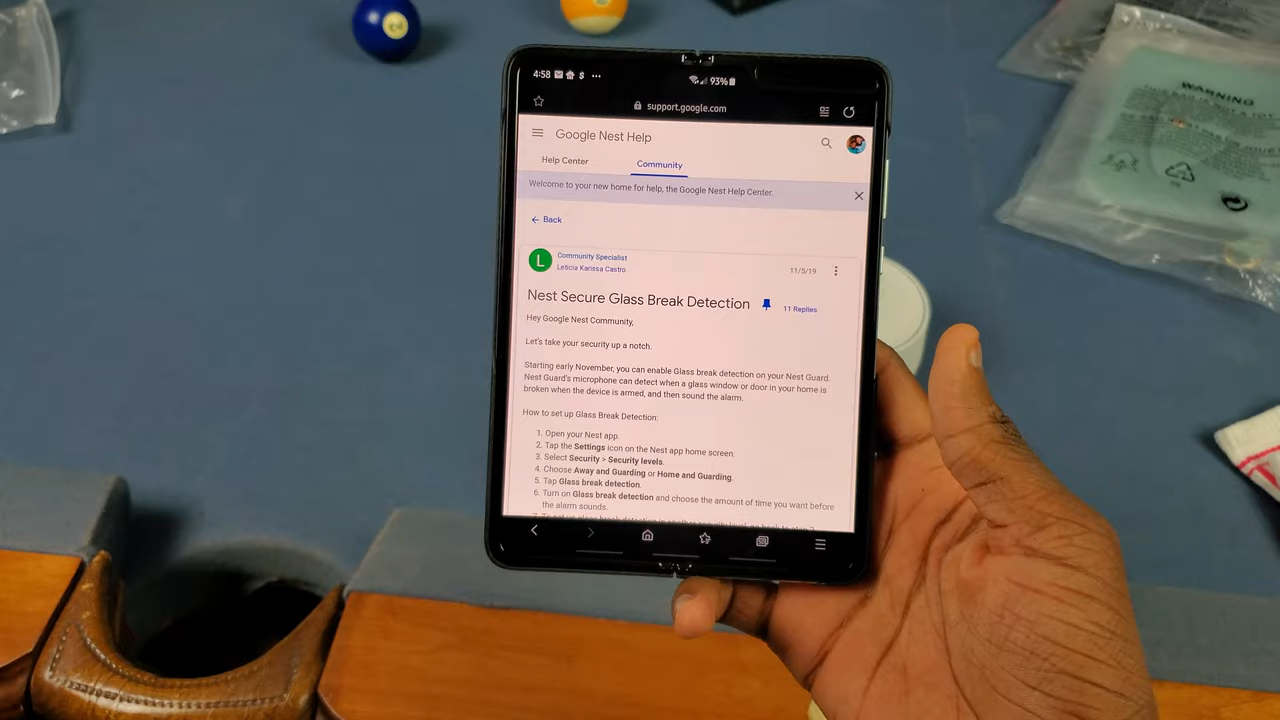 4:58 $ ... 93%
support.google.com
Google Nest Help
Help Center Community
Welcome to your new home for help, the Google Nest Help Center.
← Back
L
Community Specialist
Leticia Karissa Castro
11/5/19
Nest Secure Glass Break Detection
11 Replies
Hey Google Nest Community,
Let's take your security up a notch.
Starting early November, you can enable Glass break detection on your Nest Guard.
Nest Guard's microphone can detect when a glass window or door in your home is
broken when the device is armed, and then sound the alarm.
How to set up Glass Break Detection:
1. Open your Nest app.
2. Tap the Settings icon on the Nest app home screen.
3. Select Security > Security levels.
4. Choose Away and Guarding or Home and Guarding.
5. Tap Glass break detection.
6. Turn on Glass break detection and choose the amount of time you want before
the alarm sounds.
WARNING